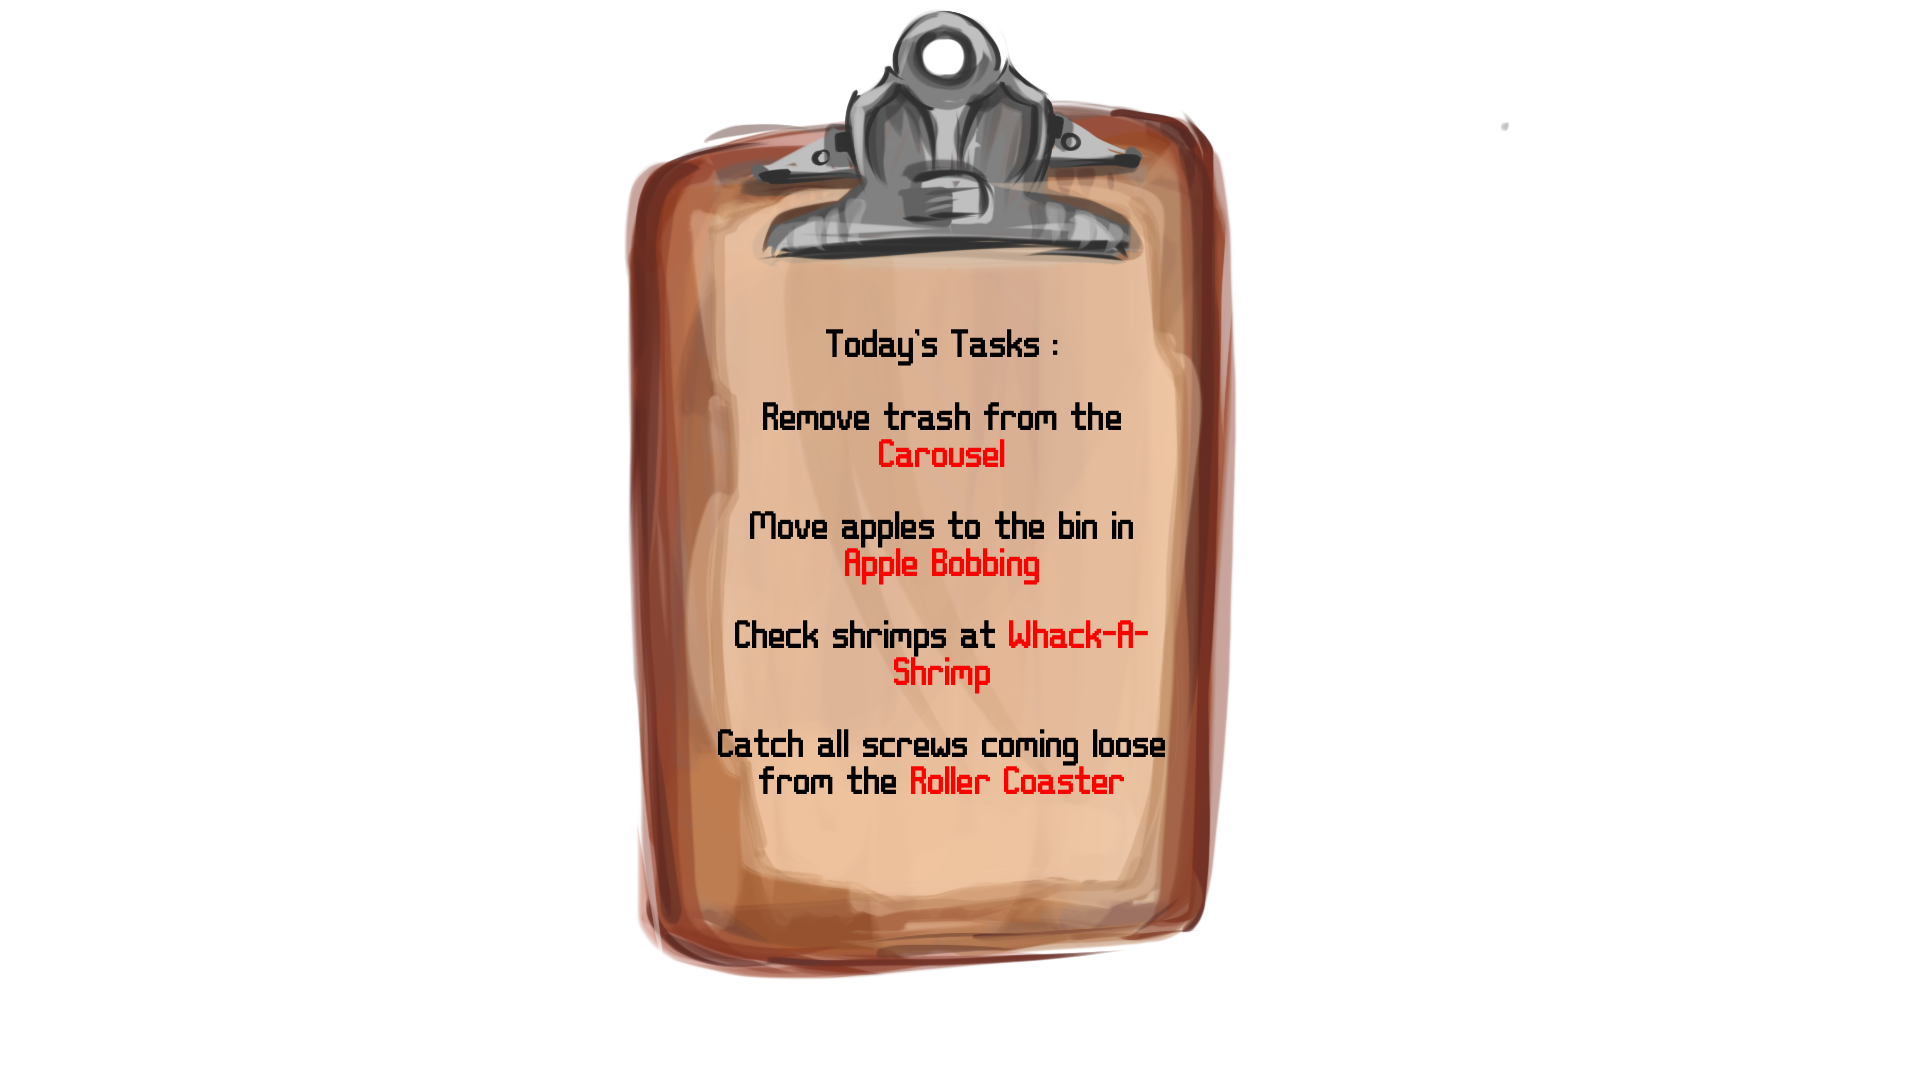 Today's Tasks :
Remove trash from the
Carousel
Move apples to the bin in
Apple Bobbing
Check shrimps at Whack-A-
Shrimp
Catch all screws coming loose
from the Roller Coaster